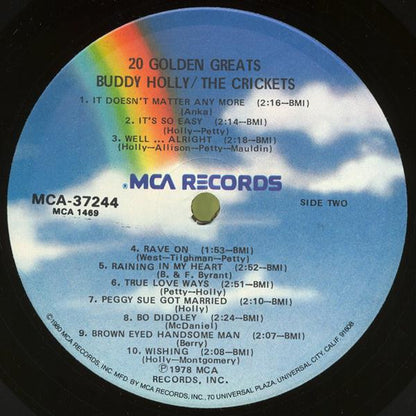 20 GOLDEN GREATS
BUDDY HOLLY/THE CRICKETS
1. IT DOESN'T MATTER ANY MORE (2:16—BMI)
(Anka)
2. IT'S SO EASY (2:14—BMI)
(Holly—Petty)
3. WELL... ALRIGHT (2:18—BMI)
(Holly—Allison—Petty—Mauldin)
MCA RECORDS
MCA-37244
MCA 1469
SIDE TWO
4. RAVE ON (1:53—BMI)
(West—Tilghman—Petty)
5. RAINING IN MY HEART (2:52—BMI)
(B. & F. Byrant)
6. TRUE LOVE WAYS (2:51—BMI)
(Petty—Holly)
7. PEGGY SUE GOT MARRIED (2:10—BMI)
(Holly)
8. BO DIDDLEY (2:24—BMI)
(McDaniel)
9. BROWN EYED HANDSOME MAN (2:07—BMI)
(Berry)
10. WISHING (2:08—BMI)
(Holly—Montgomery)
℗1978 MCA
RECORDS, INC.
©1980 MCA RECORDS, INC. MFG BY MCA RECORDS, INC., 70 UNIVERSAL PLAZA, UNIVERSAL CITY, CALIF. 91608